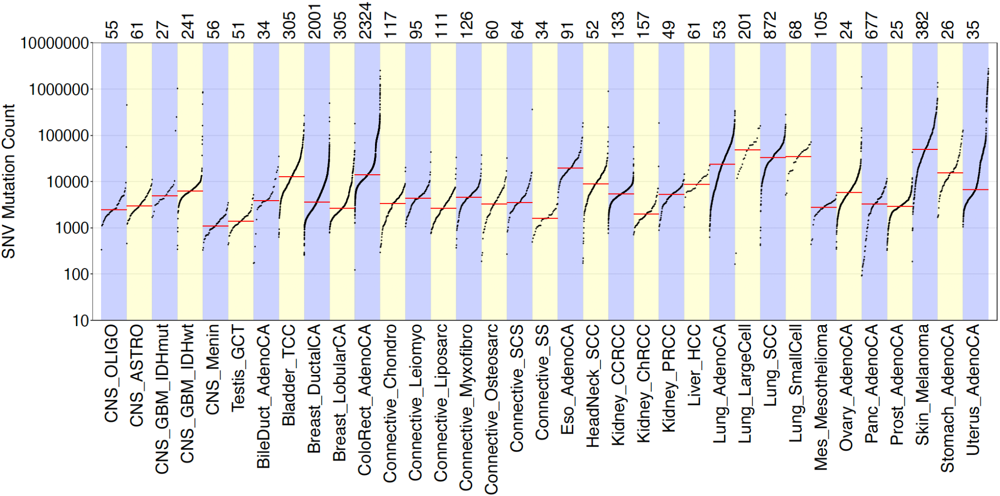 55
61
27
241
56
51
34
305
2001
305
2324
117
95
111
126
60
64
34
91
52
133
157
49
61
53
201
872
68
105
24
677
25
382
26
35
SNV Mutation Count
10000000
1000000
100000
10000
1000
100
10
CNS_OLIGO
CNS_ASTRO
CNS_GBM_IDHmut
CNS_GBM_IDHwt
CNS_Menin
Testis_GCT
BileDuct_AdenoCA
Bladder_TCC
Breast_DuctalCA
Breast_LobularCA
ColoRect_AdenoCA
Connective_Chondro
Connective_Leiomyo
Connective_Liposarc
Connective_Myxofibro
Connective_Osteosarc
Connective_SCS
Connective_SS
Eso_AdenoCA
HeadNeck_SCC
Kidney_CCRCC
Kidney_ChRCC
Kidney_PRCC
Liver_HCC
Lung_AdenoCA
Lung_LargeCell
Lung_SCC
Lung_SmallCell
Mes_Mesothelioma
Ovary_AdenoCA
Panc_AdenoCA
Prost_AdenoCA
Skin_Melanoma
Stomach_AdenoCA
Uterus_AdenoCA